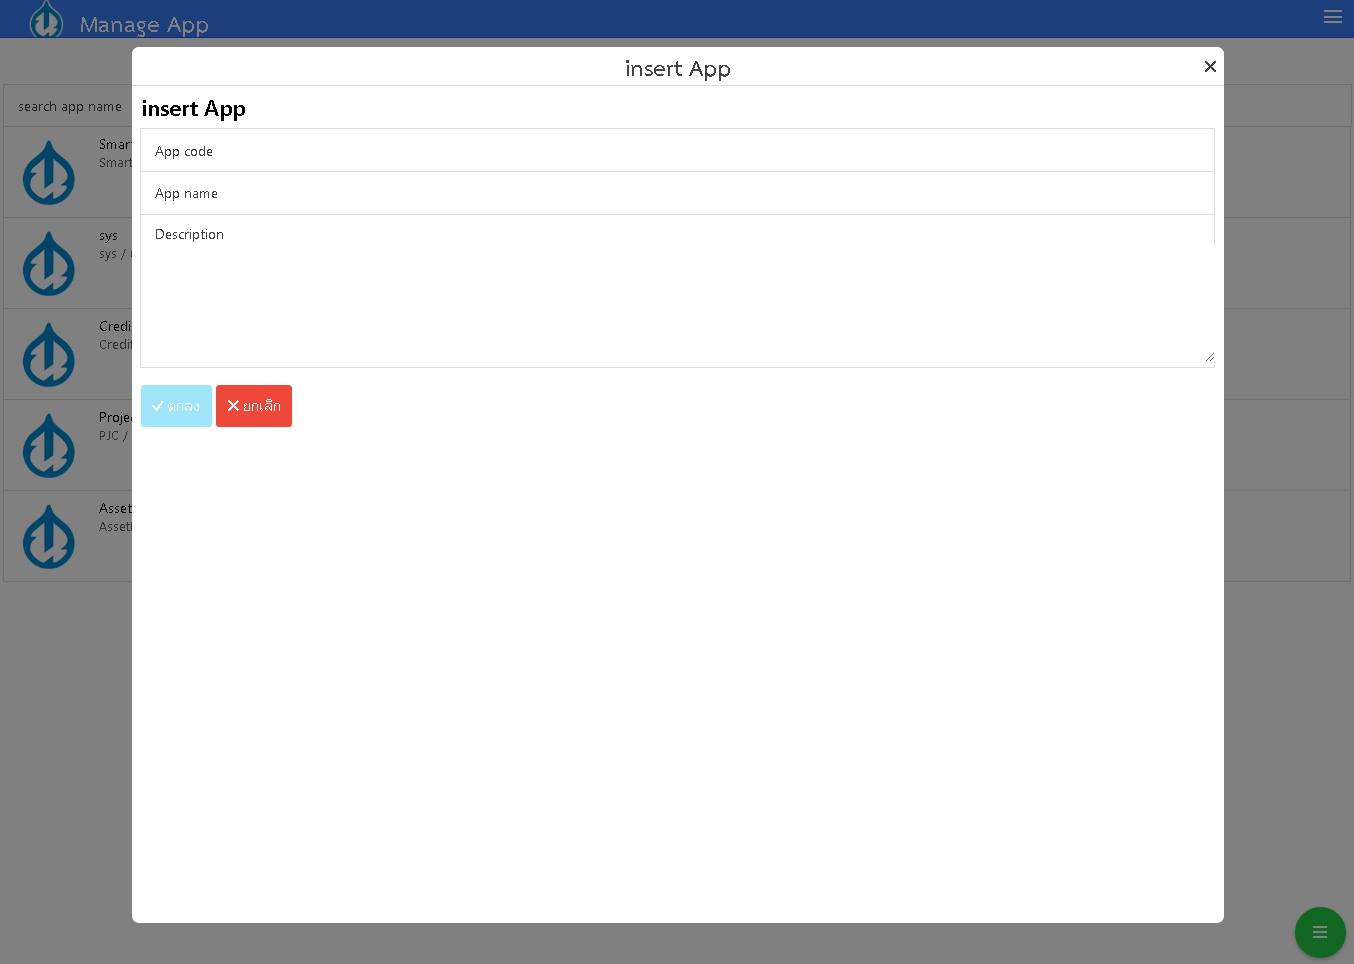 Manage App
insert App
search app name
insert App
App code
App name
Description
ตกลง
ยกเลิก
Smar
Smart
sys
sys /
Credi
Credit
Proje
PJC /
Asset
Asset